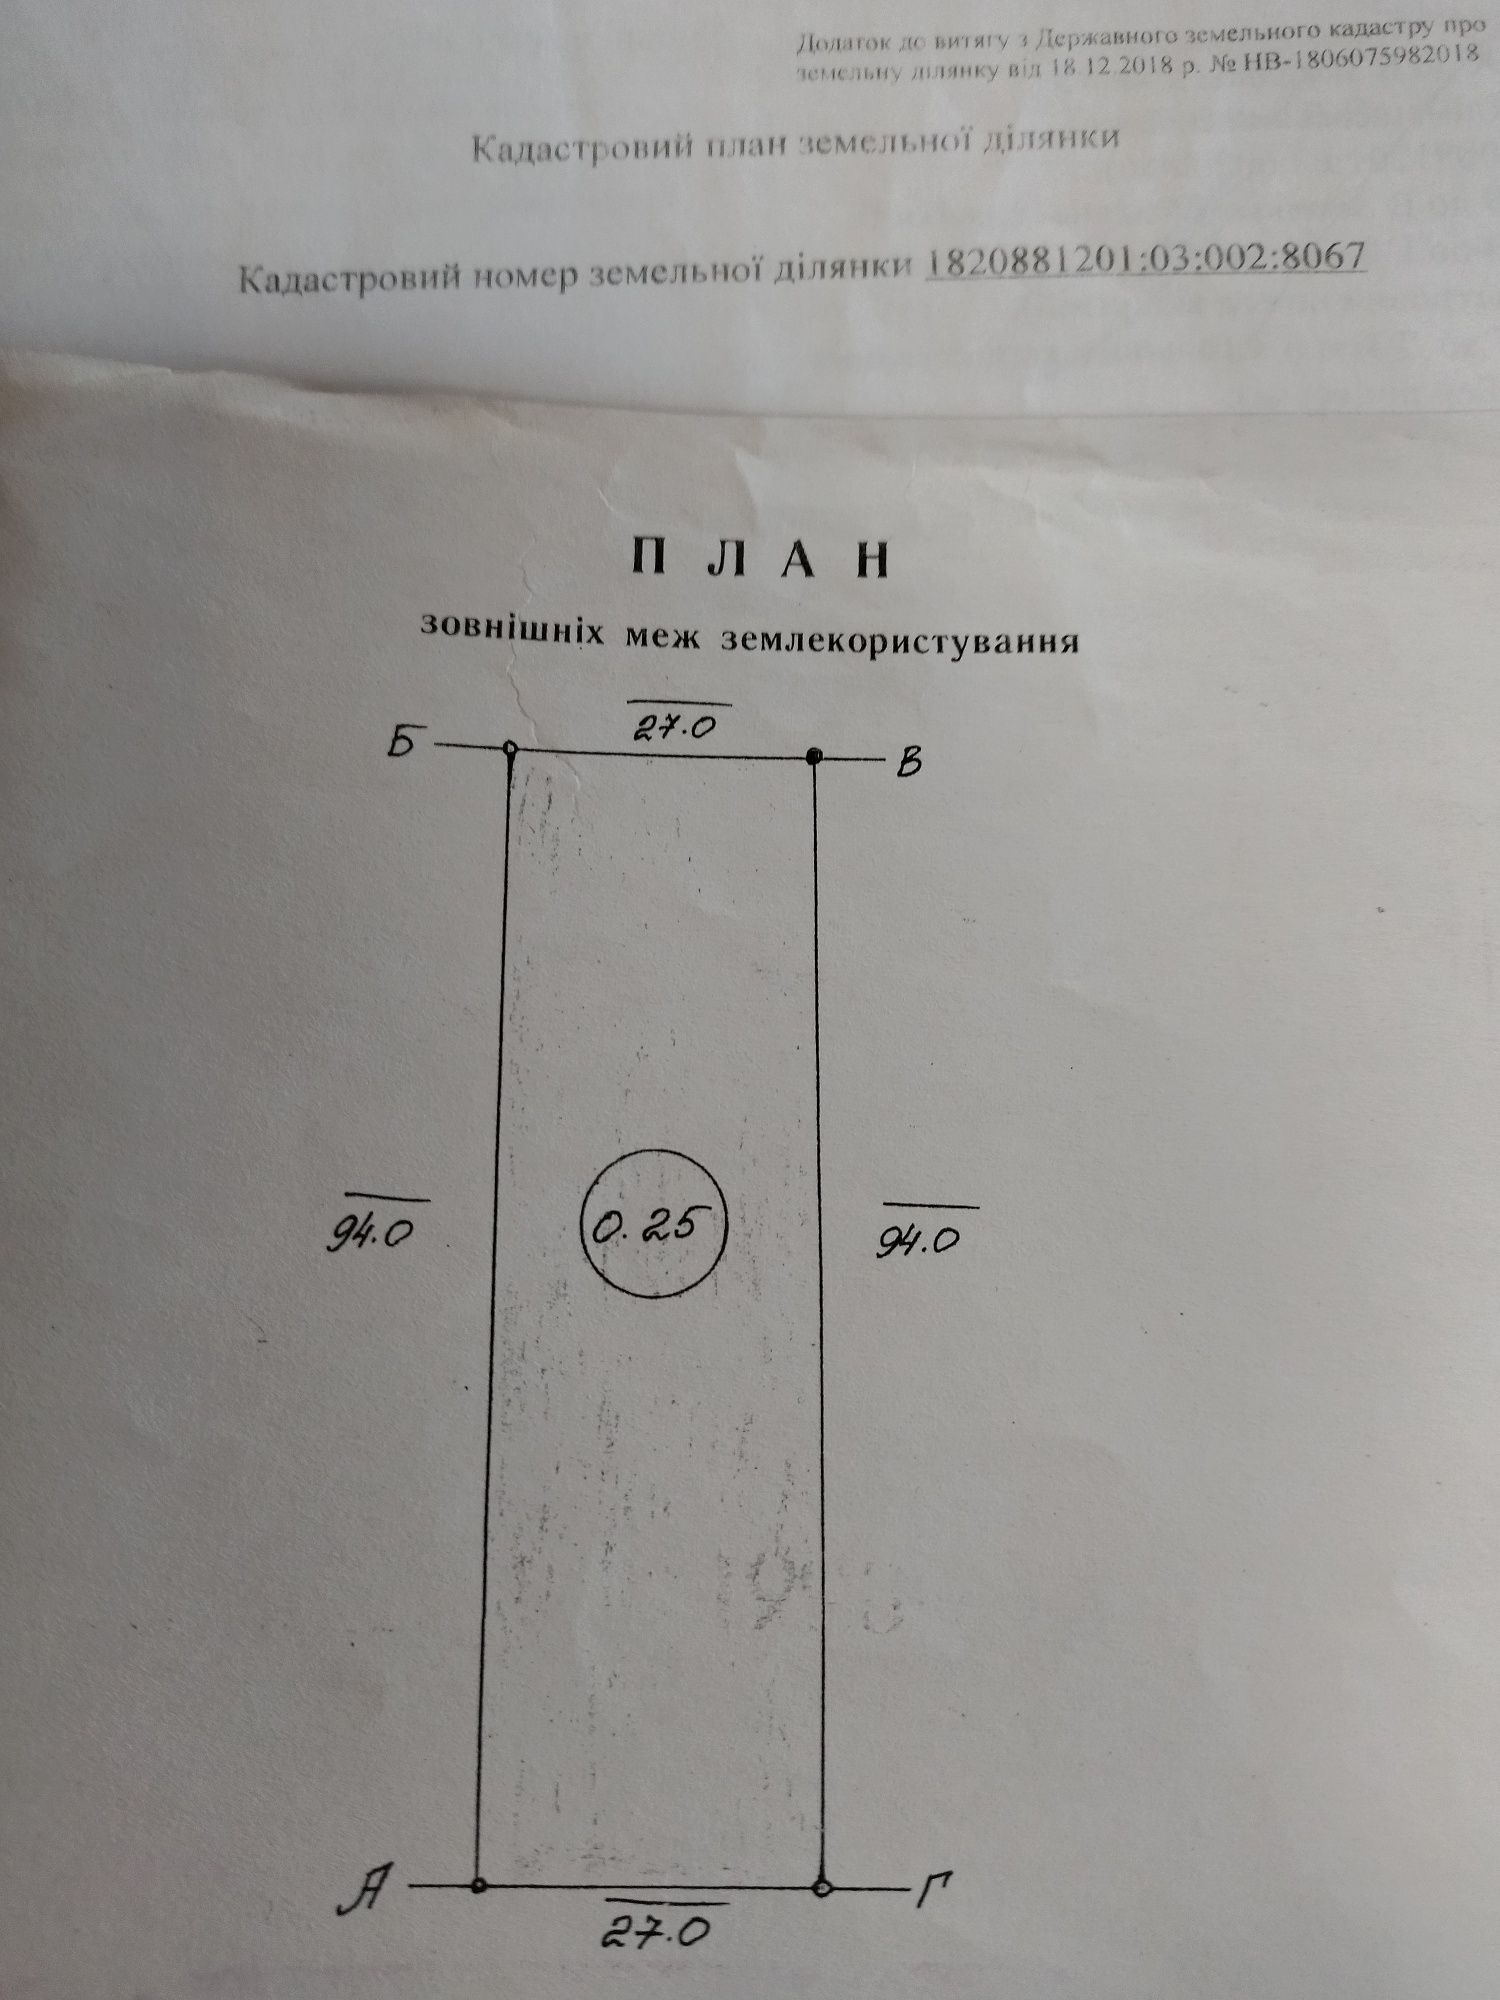 Додаток до витягу з Державного земельного кадастру про
земельну ділянку від 18.12.2018 р. № НВ-1806075982018
Кадастровий план земельної ділянки
Кадастровий номер земельної ділянки 1820881201:03:002:8067
ПЛАН
зовнішніх меж землекористування
27.0
Б
В
94.0
0.25
94.0
А
Г
27.0